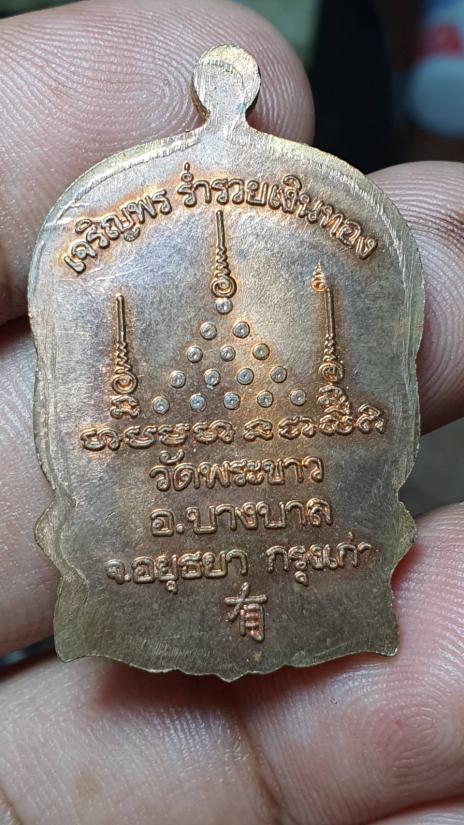 เจริญพร ร่ำรวยเงินทอง
วัดพระขาว
อ.บางบาล
จ.อยุธยา กรุงเก่า
有